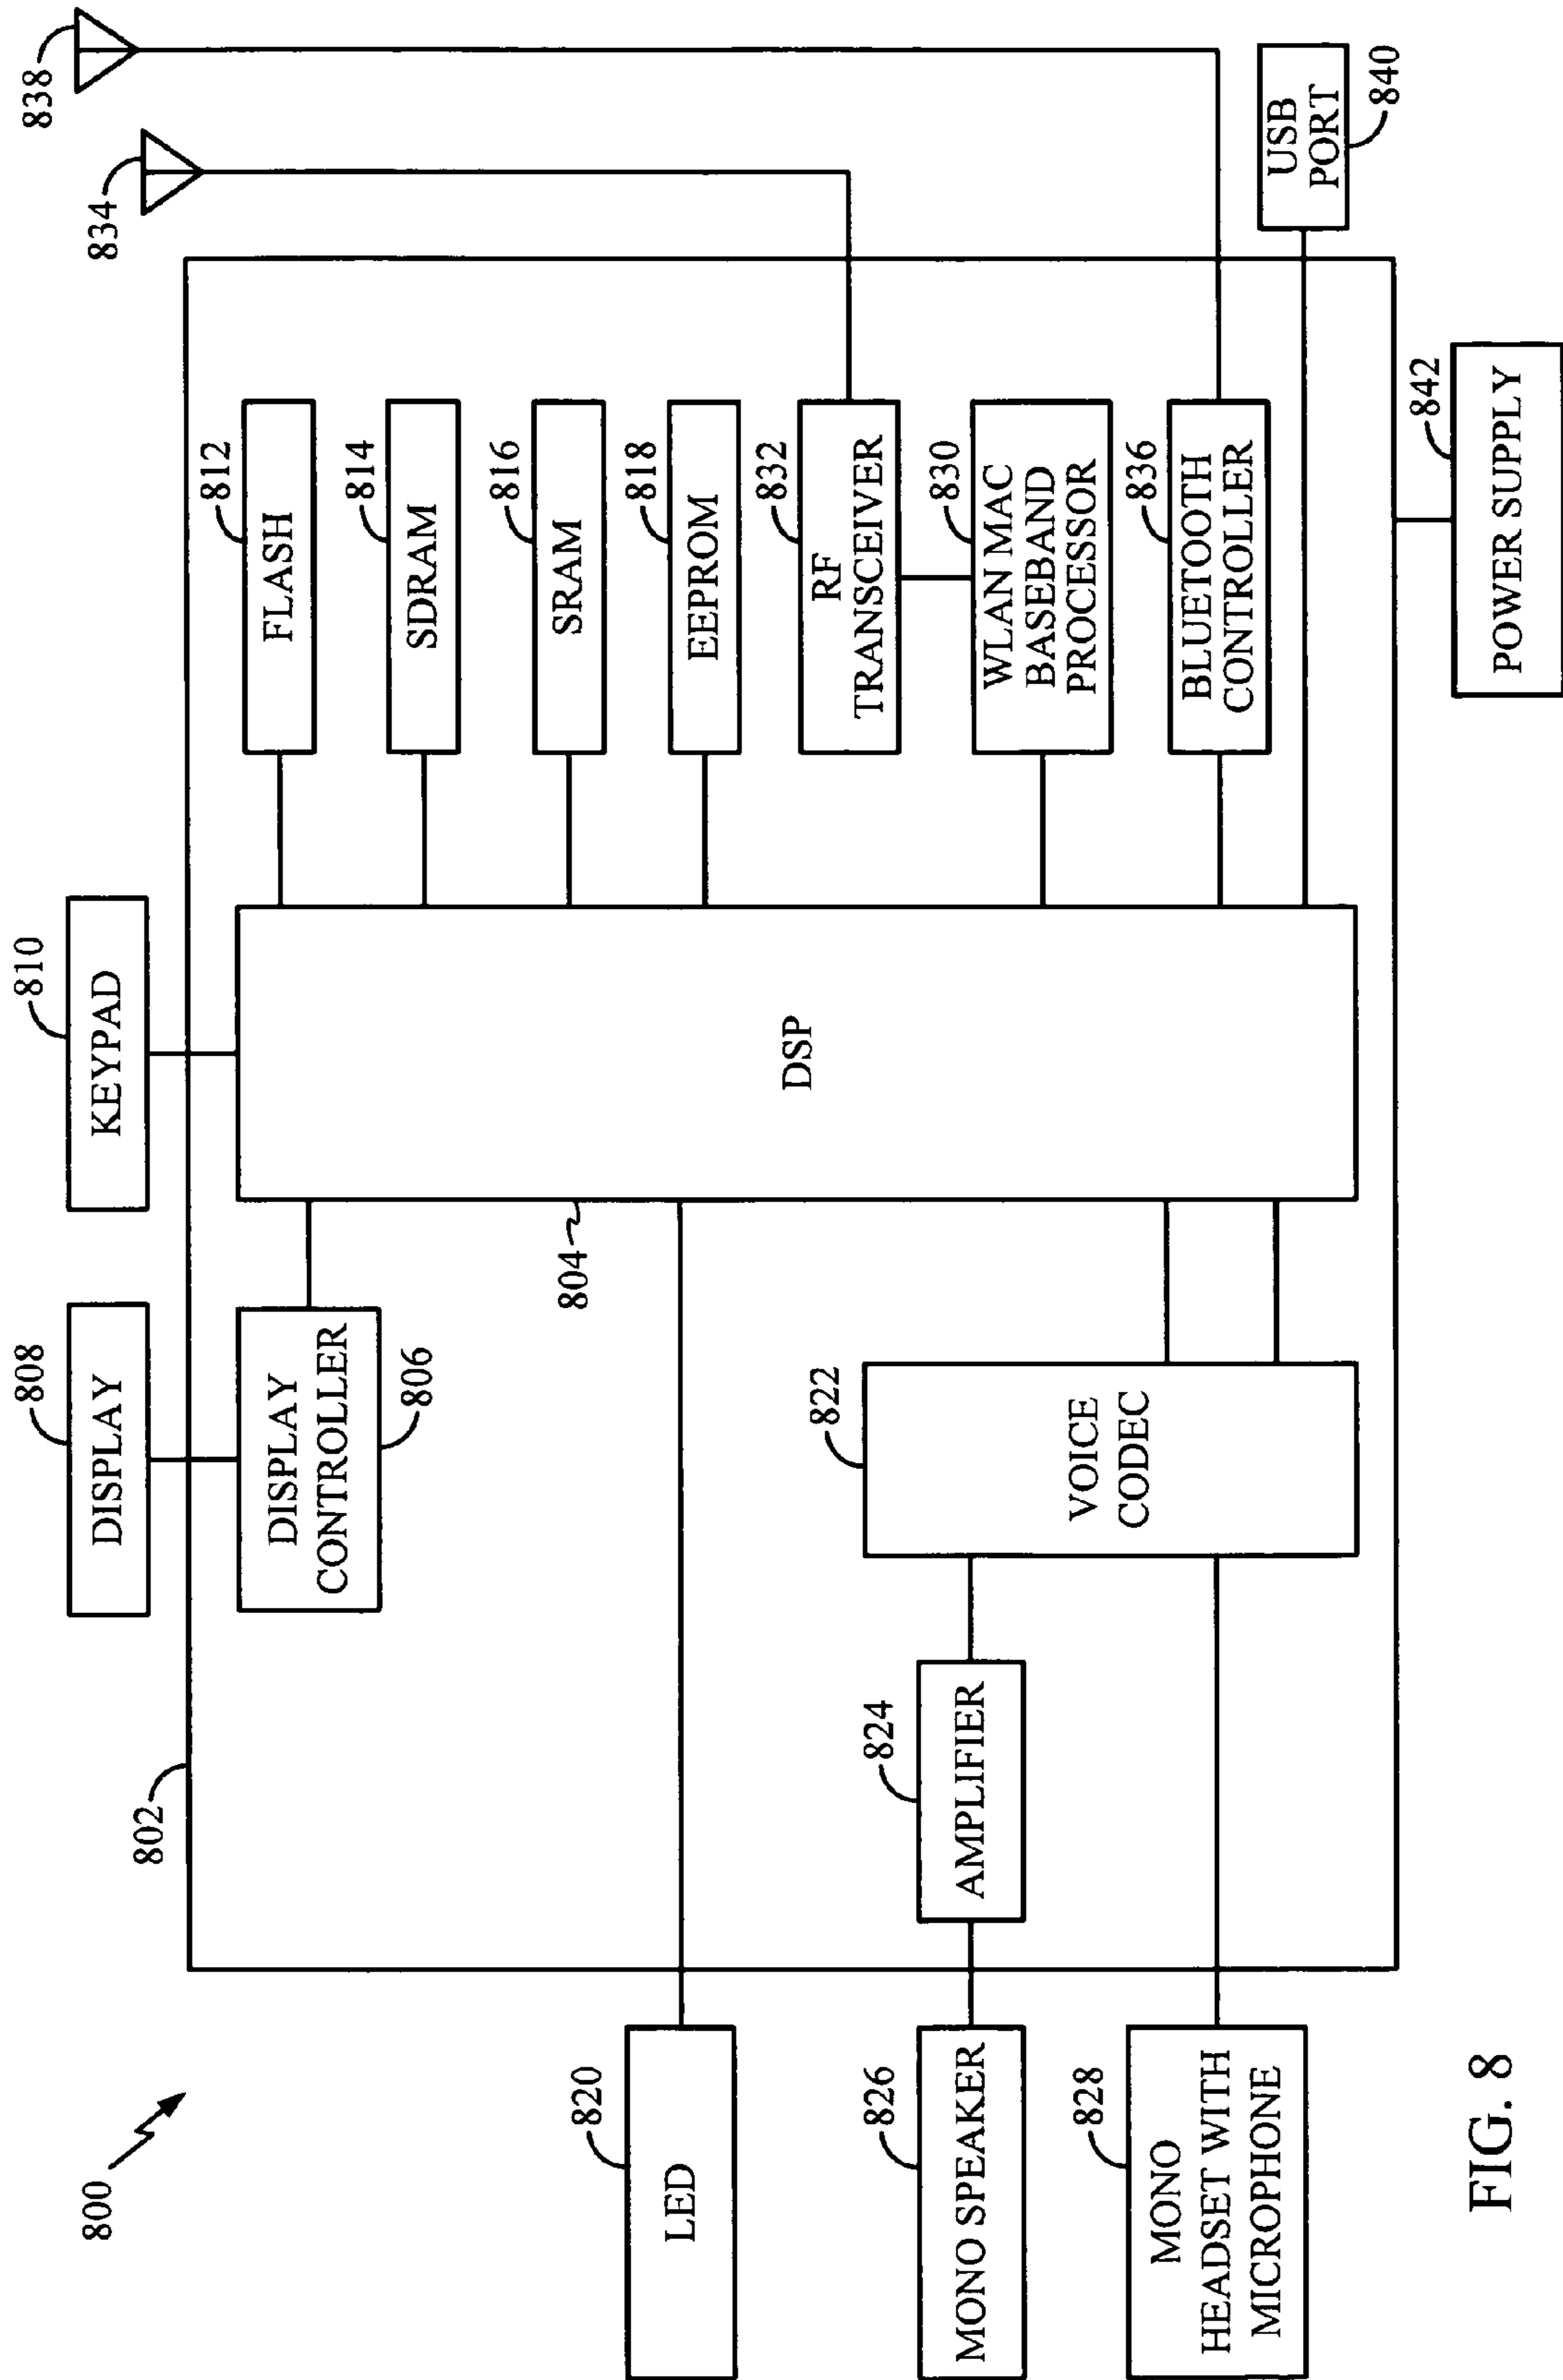 800
802
808
DISPLAY
810
KEYPAD
834
838
DISPLAY
CONTROLLER
806
804
DSP
812
FLASH
814
SDRAM
816
SRAM
818
EEPROM
832
RF
TRANSCEIVER
830
WLAN MAC
BASEBAND
PROCESSOR
836
BLUETOOTH
CONTROLLER
USB
PORT
840
820
LED
822
VOICE
CODEC
824
AMPLIFIER
826
MONO SPEAKER
828
MONO
HEADSET WITH
MICROPHONE
842
POWER SUPPLY
FIG. 8